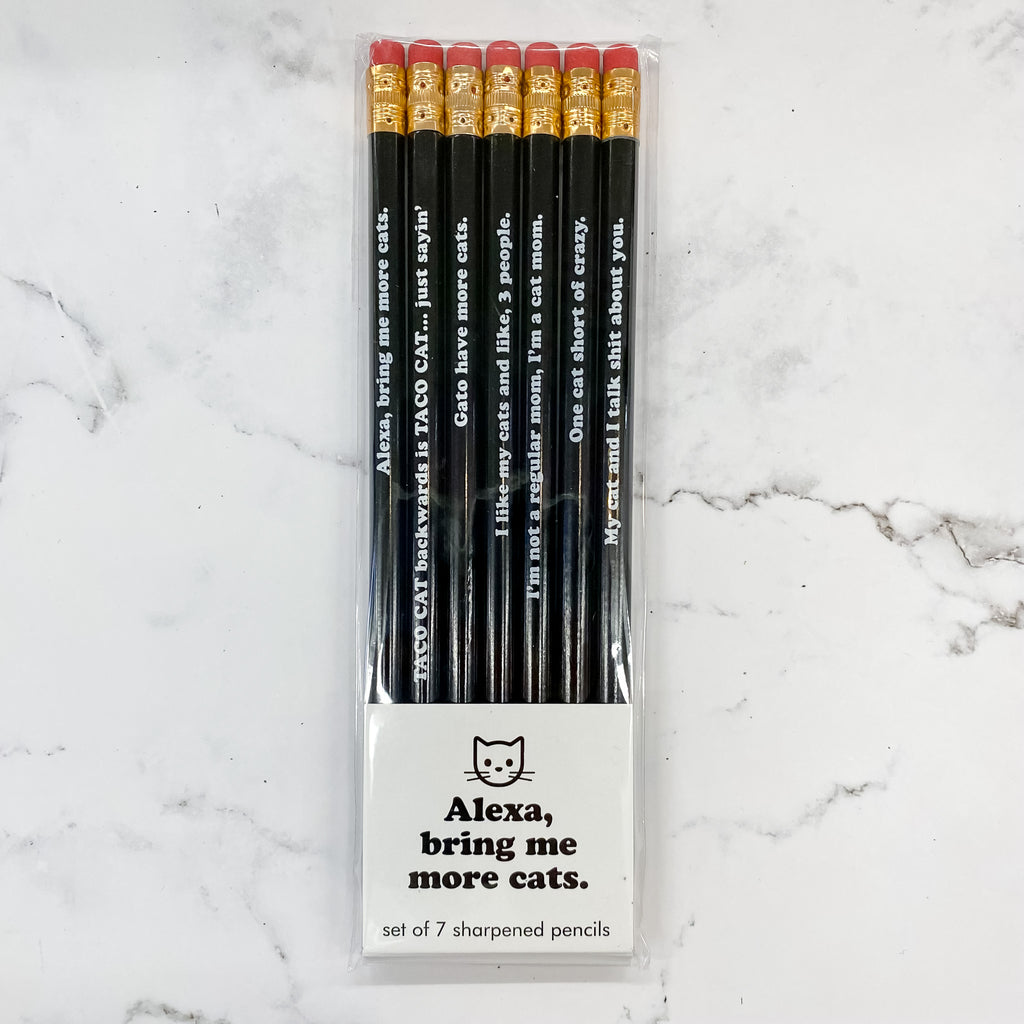 Alexa, bring me more cats.
TACO CAT backwards is TACO CAT... just sayin'
Gato have more cats.
I like my cats and like, 3 people.
I'm not a regular mom, I'm a cat mom.
One cat short of crazy.
My cat and I talk shit about you.
Alexa,
bring me
more cats.
set of 7 sharpened pencils